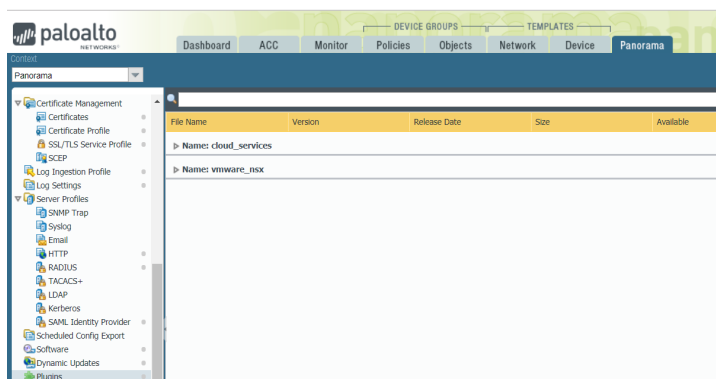 paloalto
NETWORKS
DEVICE GROUPS
TEMPLATES
Dashboard ACC Monitor Policies Objects Network Device Panorama
Context
Panorama
Certificate Management
Certificates
Certificate Profile
SSL/TLS Service Profile
SCEP
Log Ingestion Profile
Log Settings
Server Profiles
SNMP Trap
Syslog
Email
HTTP
RADIUS
TACACS+
LDAP
Kerberos
SAML Identity Provider
Scheduled Config Export
Software
Dynamic Updates
Plugins
File Name Version Release Date Size Available
Name: cloud_services
Name: vmware_nsx